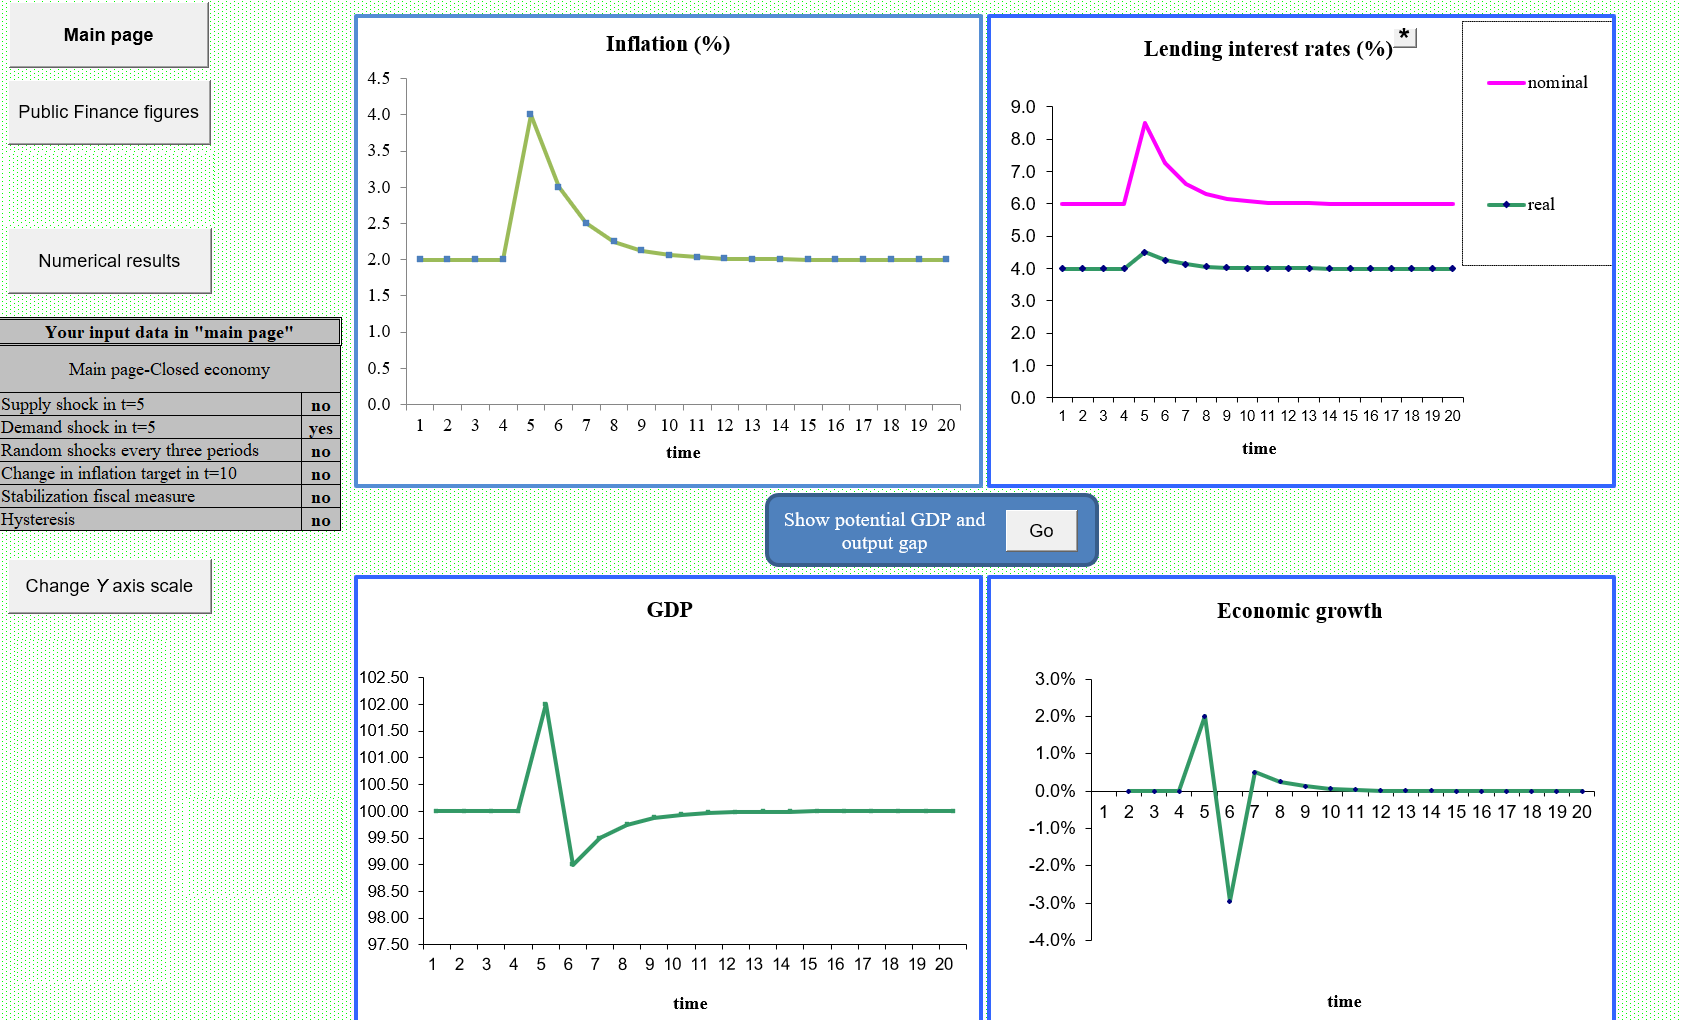 Main page
Public Finance figures
Numerical results
Your input data in "main page"
Main page-Closed economy
Supply shock in t=5 no
Demand shock in t=5 yes
Random shocks every three periods no
Change in inflation target in t=10 no
Stabilization fiscal measure no
Hysteresis no
Change Y axis scale
Inflation (%)
4.5
4.0
3.5
3.0
2.5
2.0
1.5
1.0
0.5
0.0
1 2 3 4 5 6 7 8 9 10 11 12 13 14 15 16 17 18 19 20
time
Lending interest rates (%) *
nominal
real
9.0
8.0
7.0
6.0
5.0
4.0
3.0
2.0
1.0
0.0
1 2 3 4 5 6 7 8 9 10 11 12 13 14 15 16 17 18 19 20
time
Show potential GDP and
output gap
Go
GDP
102.50
102.00
101.50
101.00
100.50
100.00
99.50
99.00
98.50
98.00
97.50
1 2 3 4 5 6 7 8 9 10 11 12 13 14 15 16 17 18 19 20
time
Economic growth
3.0%
2.0%
1.0%
0.0%
-1.0%
-2.0%
-3.0%
-4.0%
1 2 3 4 5 6 7 8 9 10 11 12 13 14 15 16 17 18 19 20
time